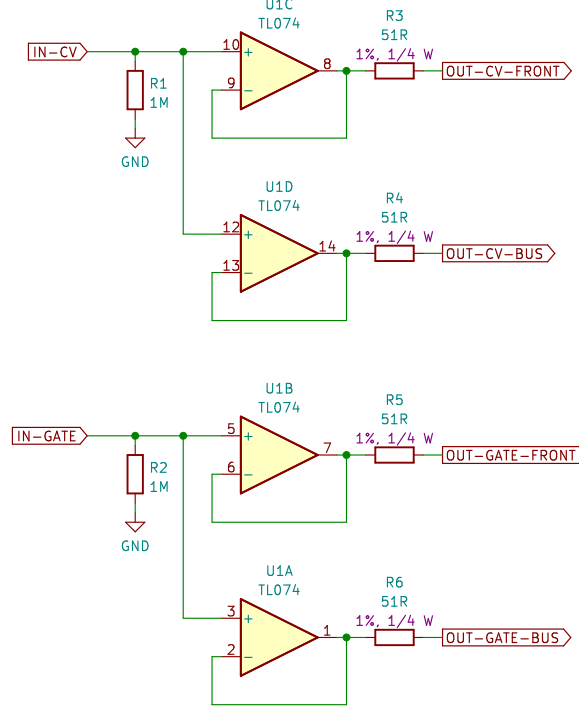 U1C
TL074
R3
51R
1%, 1/4 W
IN-CV
10
+
8
OUT-CV-FRONT
9
−
R1
1M
GND
U1D
TL074
R4
51R
1%, 1/4 W
12
+
14
OUT-CV-BUS
13
−
U1B
TL074
R5
51R
1%, 1/4 W
IN-GATE
5
+
7
OUT-GATE-FRONT
6
−
R2
1M
GND
U1A
TL074
R6
51R
1%, 1/4 W
3
+
1
OUT-GATE-BUS
2
−